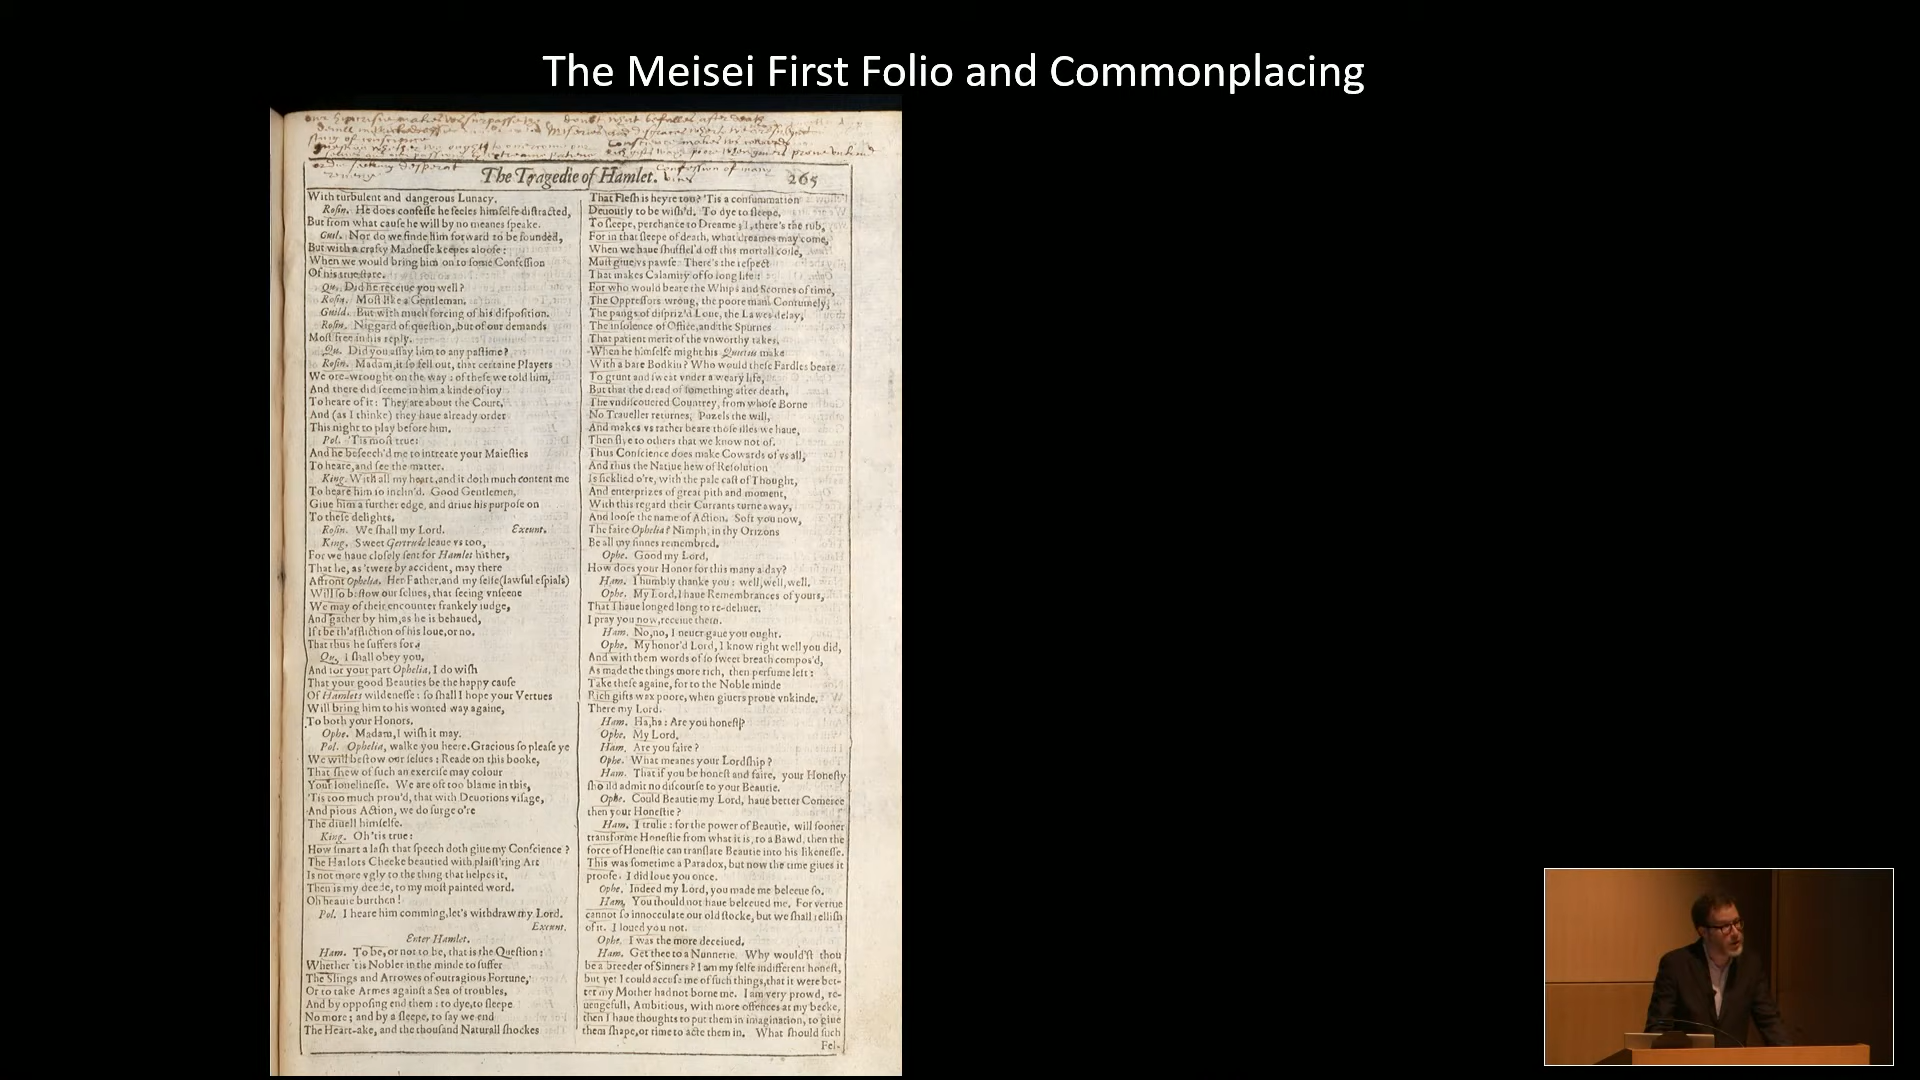 The Meisei First Folio and Commonplacing
doubt what befalles after death
Miseries and disgraces where we are subject
Conscience makes us cowards
rich gifts waxe poore when givers prove unkind
seeking desperat
revenge
Confession of many
vices
The Tragedie of Hamlet.
265
With turbulent and dangerous Lunacy.
Rosin. He does confesse he feeles himselfe distracted,
But from what cause he will by no meanes speake.
Guil. Nor do we finde him forward to be sounded,
But with a crafty Madnesse keepes aloofe:
When we would bring him on to some Confession
Of his true state.
Qu. Did he receiue you well?
Rosin. Most like a Gentleman.
Guild. But with much forcing of his disposition.
Rosin. Niggard of question, but of our demands
Most free in his reply.
Qu. Did you assay him to any pastime?
Rosin. Madam, it so fell out, that certaine Players
We ore-wrought on the way: of these we told him,
And there did seeme in him a kinde of ioy
To heare of it: They are about the Court,
And (as I thinke) they haue already order
This night to play before him.
Pol. 'Tis most true:
And he beseech'd me to intreate your Maiesties
To heare, and see the matter.
King. With all my heart, and it doth much content me
To heare him so inclin'd. Good Gentlemen,
Giue him a further edge, and driue his purpose on
To these delights.
Rosin. We shall my Lord. Exeunt.
King. Sweet Gertrude leaue vs too,
For we haue closely sent for Hamlet hither,
That he, as 'twere by accident, may there
Affront Ophelia. Her Father, and my selfe (lawful espials)
Will so bestow our selues, that seeing vnseene
We may of their encounter frankely iudge,
And gather by him, as he is behaued,
If't be th'affliction of his loue, or no.
That thus he suffers for.
Qu. I shall obey you,
And for your part Ophelia, I do wish
That your good Beauties be the happy cause
Of Hamlets wildenesse: so shall I hope your Vertues
Will bring him to his wonted way againe,
To both your Honors.
Ophe. Madam, I wish it may.
Pol. Ophelia, walke you heere. Gracious so please ye
We will bestow our selues: Reade on this booke,
That shew of such an exercise may colour
Your lonelinesse. We are oft too blame in this,
'Tis too much prou'd, that with Deuotions visage,
And pious Action, we do surge o're
The diuell himselfe.
King. Oh 'tis true:
How smart a lash that speech doth giue my Conscience?
The Harlots Cheeke beautied with plaist'ring Art
Is not more vgly to the thing that helpes it,
Then is my deede, to my most painted word.
Oh heauie burthen!
Pol. I heare him comming, let's withdraw my Lord.
Exeunt.
Enter Hamlet.
Ham. To be, or not to be, that is the Question:
Whether 'tis Nobler in the minde to suffer
The Slings and Arrowes of outragious Fortune,
Or to take Armes against a Sea of troubles,
And by opposing end them: to dye, to sleepe
No more; and by a sleepe, to say we end
The Heart-ake, and the thousand Naturall shockes
That Flesh is heyre too? 'Tis a consummation
Deuoutly to be wish'd. To dye to sleepe,
To sleepe, perchance to Dreame; I, there's the rub,
For in that sleepe of death, what dreames may come,
When we haue shuffel'd off this mortall coile,
Must giue vs pawse. There's the respect
That makes Calamity of so long life:
For who would beare the Whips and Scornes of time,
The Oppressors wrong, the poore mans Contumely,
The pangs of dispriz'd Loue, the Lawes delay,
The insolence of Office, and the Spurnes
That patient merit of the vnworthy takes,
When he himselfe might his Quietus make
With a bare Bodkin? Who would these Fardles beare
To grunt and sweat vnder a weary life,
But that the dread of something after death,
The vndiscouered Countrey, from whose Borne
No Traueller returnes, Puzels the will,
And makes vs rather beare those illes we haue,
Then flye to others that we know not of.
Thus Conscience does make Cowards of vs all,
And thus the Natiue hew of Resolution
Is sicklied o're, with the pale cast of Thought,
And enterprizes of great pith and moment,
With this regard their Currants turne away,
And loose the name of Action. Soft you now,
The faire Ophelia? Nimph, in thy Orizons
Be all my sinnes remembred.
Ophe. Good my Lord,
How does your Honor for this many a day?
Ham. I humbly thanke you: well, well, well.
Ophe. My Lord, I haue Remembrances of yours,
That I haue longed long to re-deliuer.
I pray you now, receiue them.
Ham. No, no, I neuer gaue you ought.
Ophe. My honor'd Lord, I know right well you did,
And with them words of so sweet breath compos'd,
As made the things more rich, then perfume left:
Take these againe, for to the Noble minde
Rich gifts wax poore, when giuers proue vnkinde.
There my Lord.
Ham. Ha, ha: Are you honest?
Ophe. My Lord.
Ham. Are you faire?
Ophe. What meanes your Lordship?
Ham. That if you be honest and faire, your Honesty
should admit no discourse to your Beautie.
Ophe. Could Beautie my Lord, haue better Comerce
then your Honestie?
Ham. I trulie: for the power of Beautie, will sooner
transforme Honestie from what it is, to a Bawd, then the
force of Honestie can translate Beautie into his likenesse.
This was sometime a Paradox, but now the time giues it
proofe. I did loue you once.
Ophe. Indeed my Lord, you made me beleeue so.
Ham. You should not haue beleeued me. For vertue
cannot so innocculate our old stocke, but we shall rellish
of it. I loued you not.
Ophe. I was the more deceiued.
Ham. Get thee to a Nunnerie. Why would'st thou
be a breeder of Sinners? I am my selfe indifferent honest,
but yet I could accuse me of such things, that it were bet-
ter my Mother had not borne me. I am very prowd, re-
uengefull, Ambitious, with more offences at my becke,
then I haue thoughts to put them in imagination, to giue
them shape, or time to acte them in. What should such
Fel-